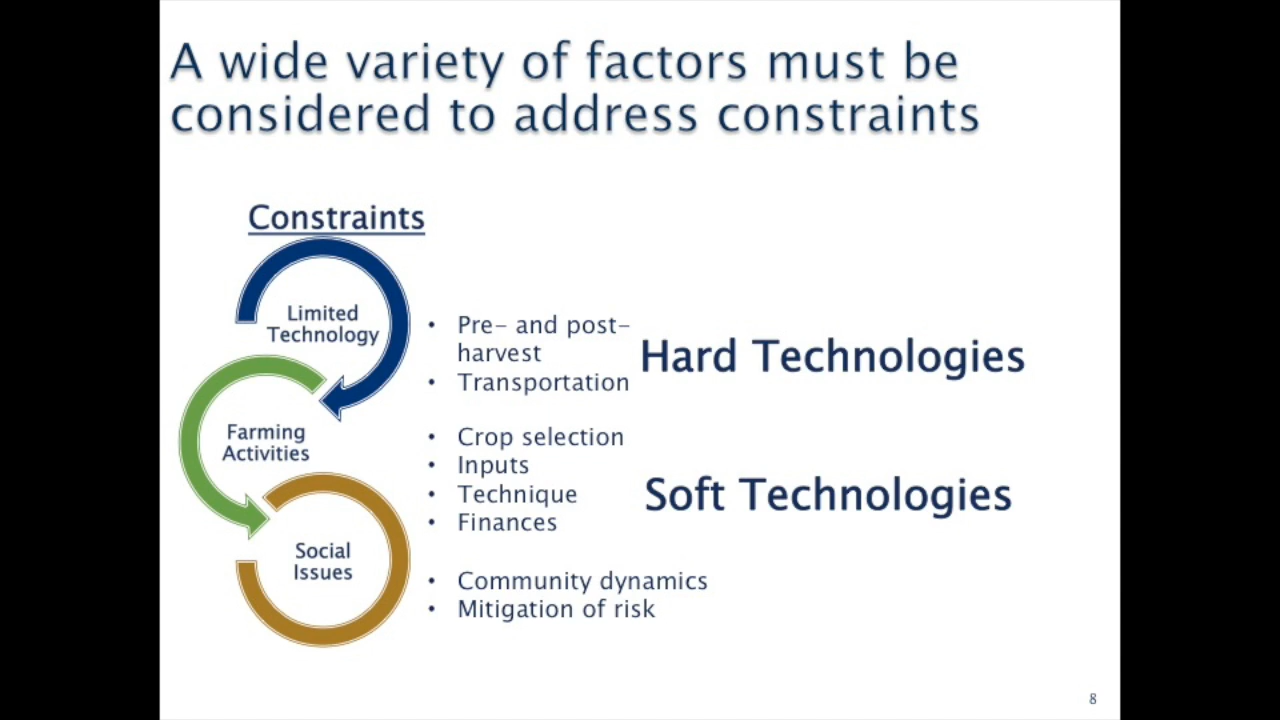 A wide variety of factors must be
considered to address constraints
Constraints
Limited
Technology
• Pre- and post-
harvest
• Transportation
Hard Technologies
Farming
Activities
• Crop selection
• Inputs
• Technique
• Finances
Soft Technologies
Social
Issues
• Community dynamics
• Mitigation of risk
8